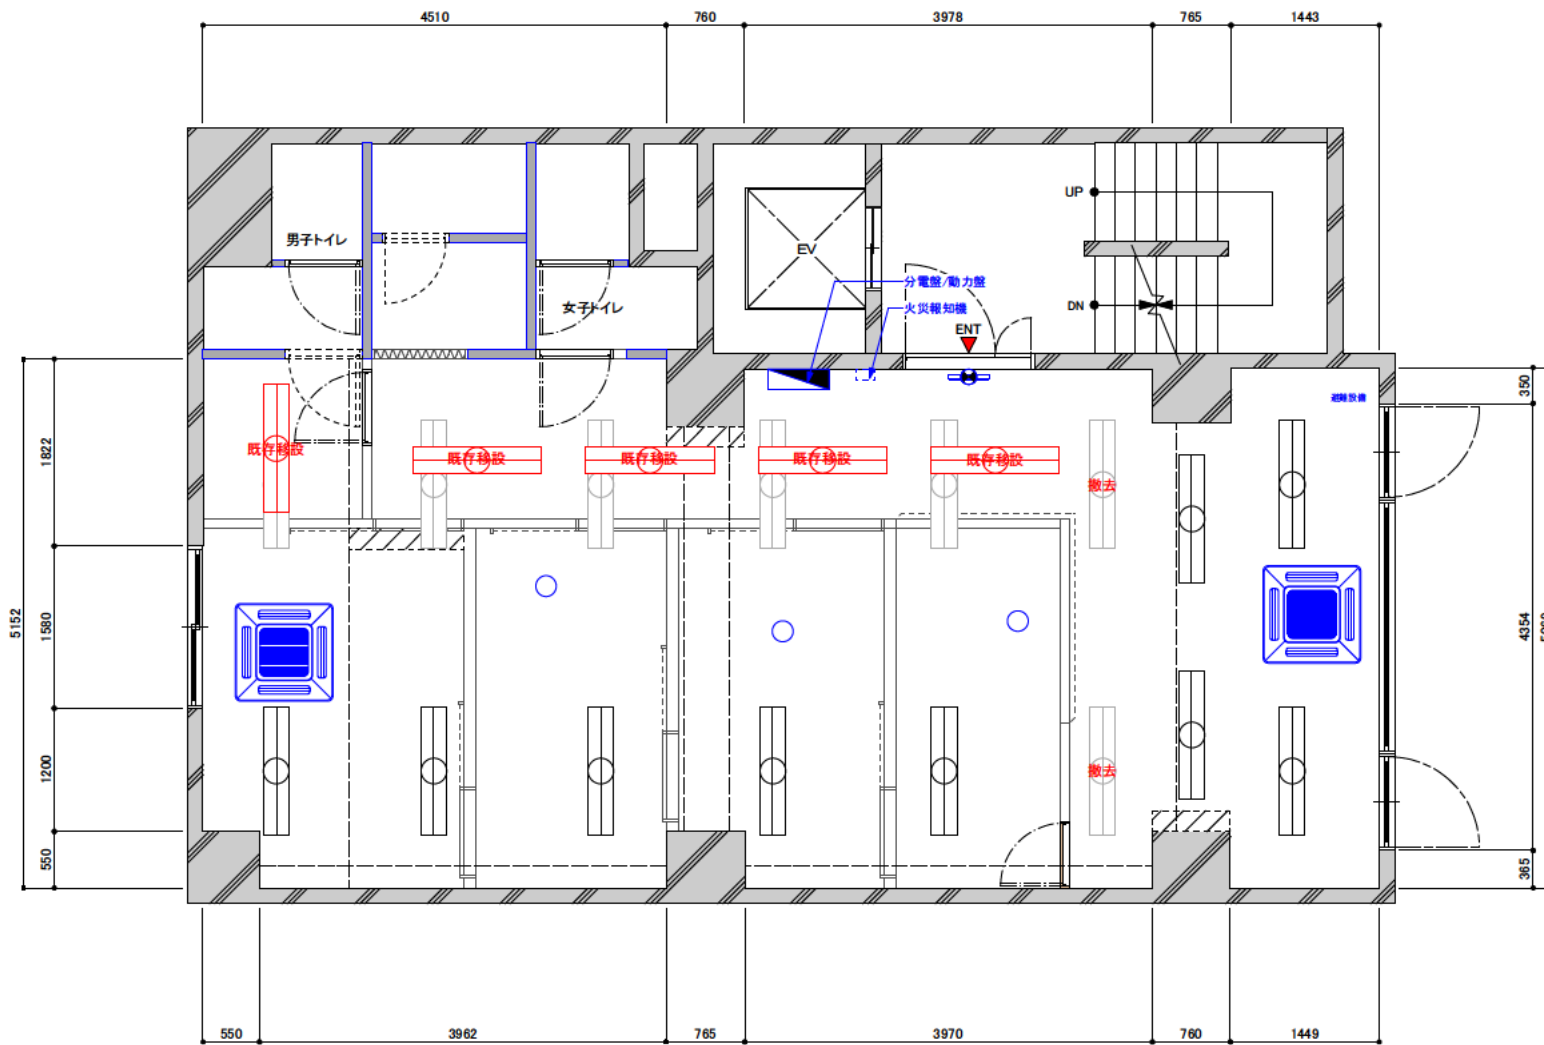 4510
760
3978
765
1443
UP
男子トイレ
EV
分電盤/動力盤
女子トイレ
火災報知機
DN
ENT
350
避難設備
1822
既存移設
既存移設
既存移設
既存移設
既存移設
撤去
5152
1580
4354
1200
撤去
550
365
550
3962
765
3970
760
1449